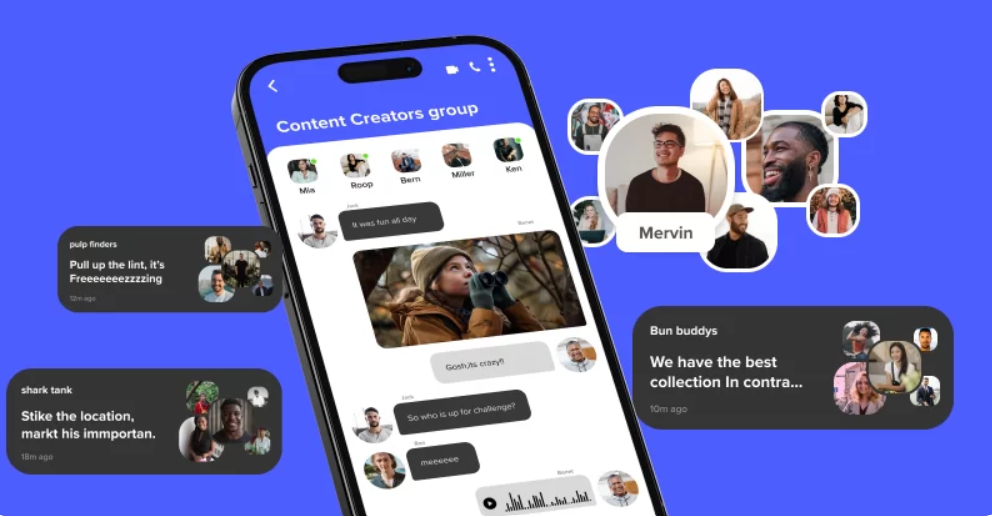 Content Creators group
Mia
Roop
Bern
Miller
Ken
Jack
It was fun all day
Gosh,its crazy!!
Jack
So who is up for challenge?
Ben
meeeeee
pulp finders
Pull up the lint, it's
Freeeeeeezzzzing
12m ago
shark tank
Stike the location,
markt his immportan.
18m ago
Mervin
Bun buddys
We have the best
collection In contra...
10m ago